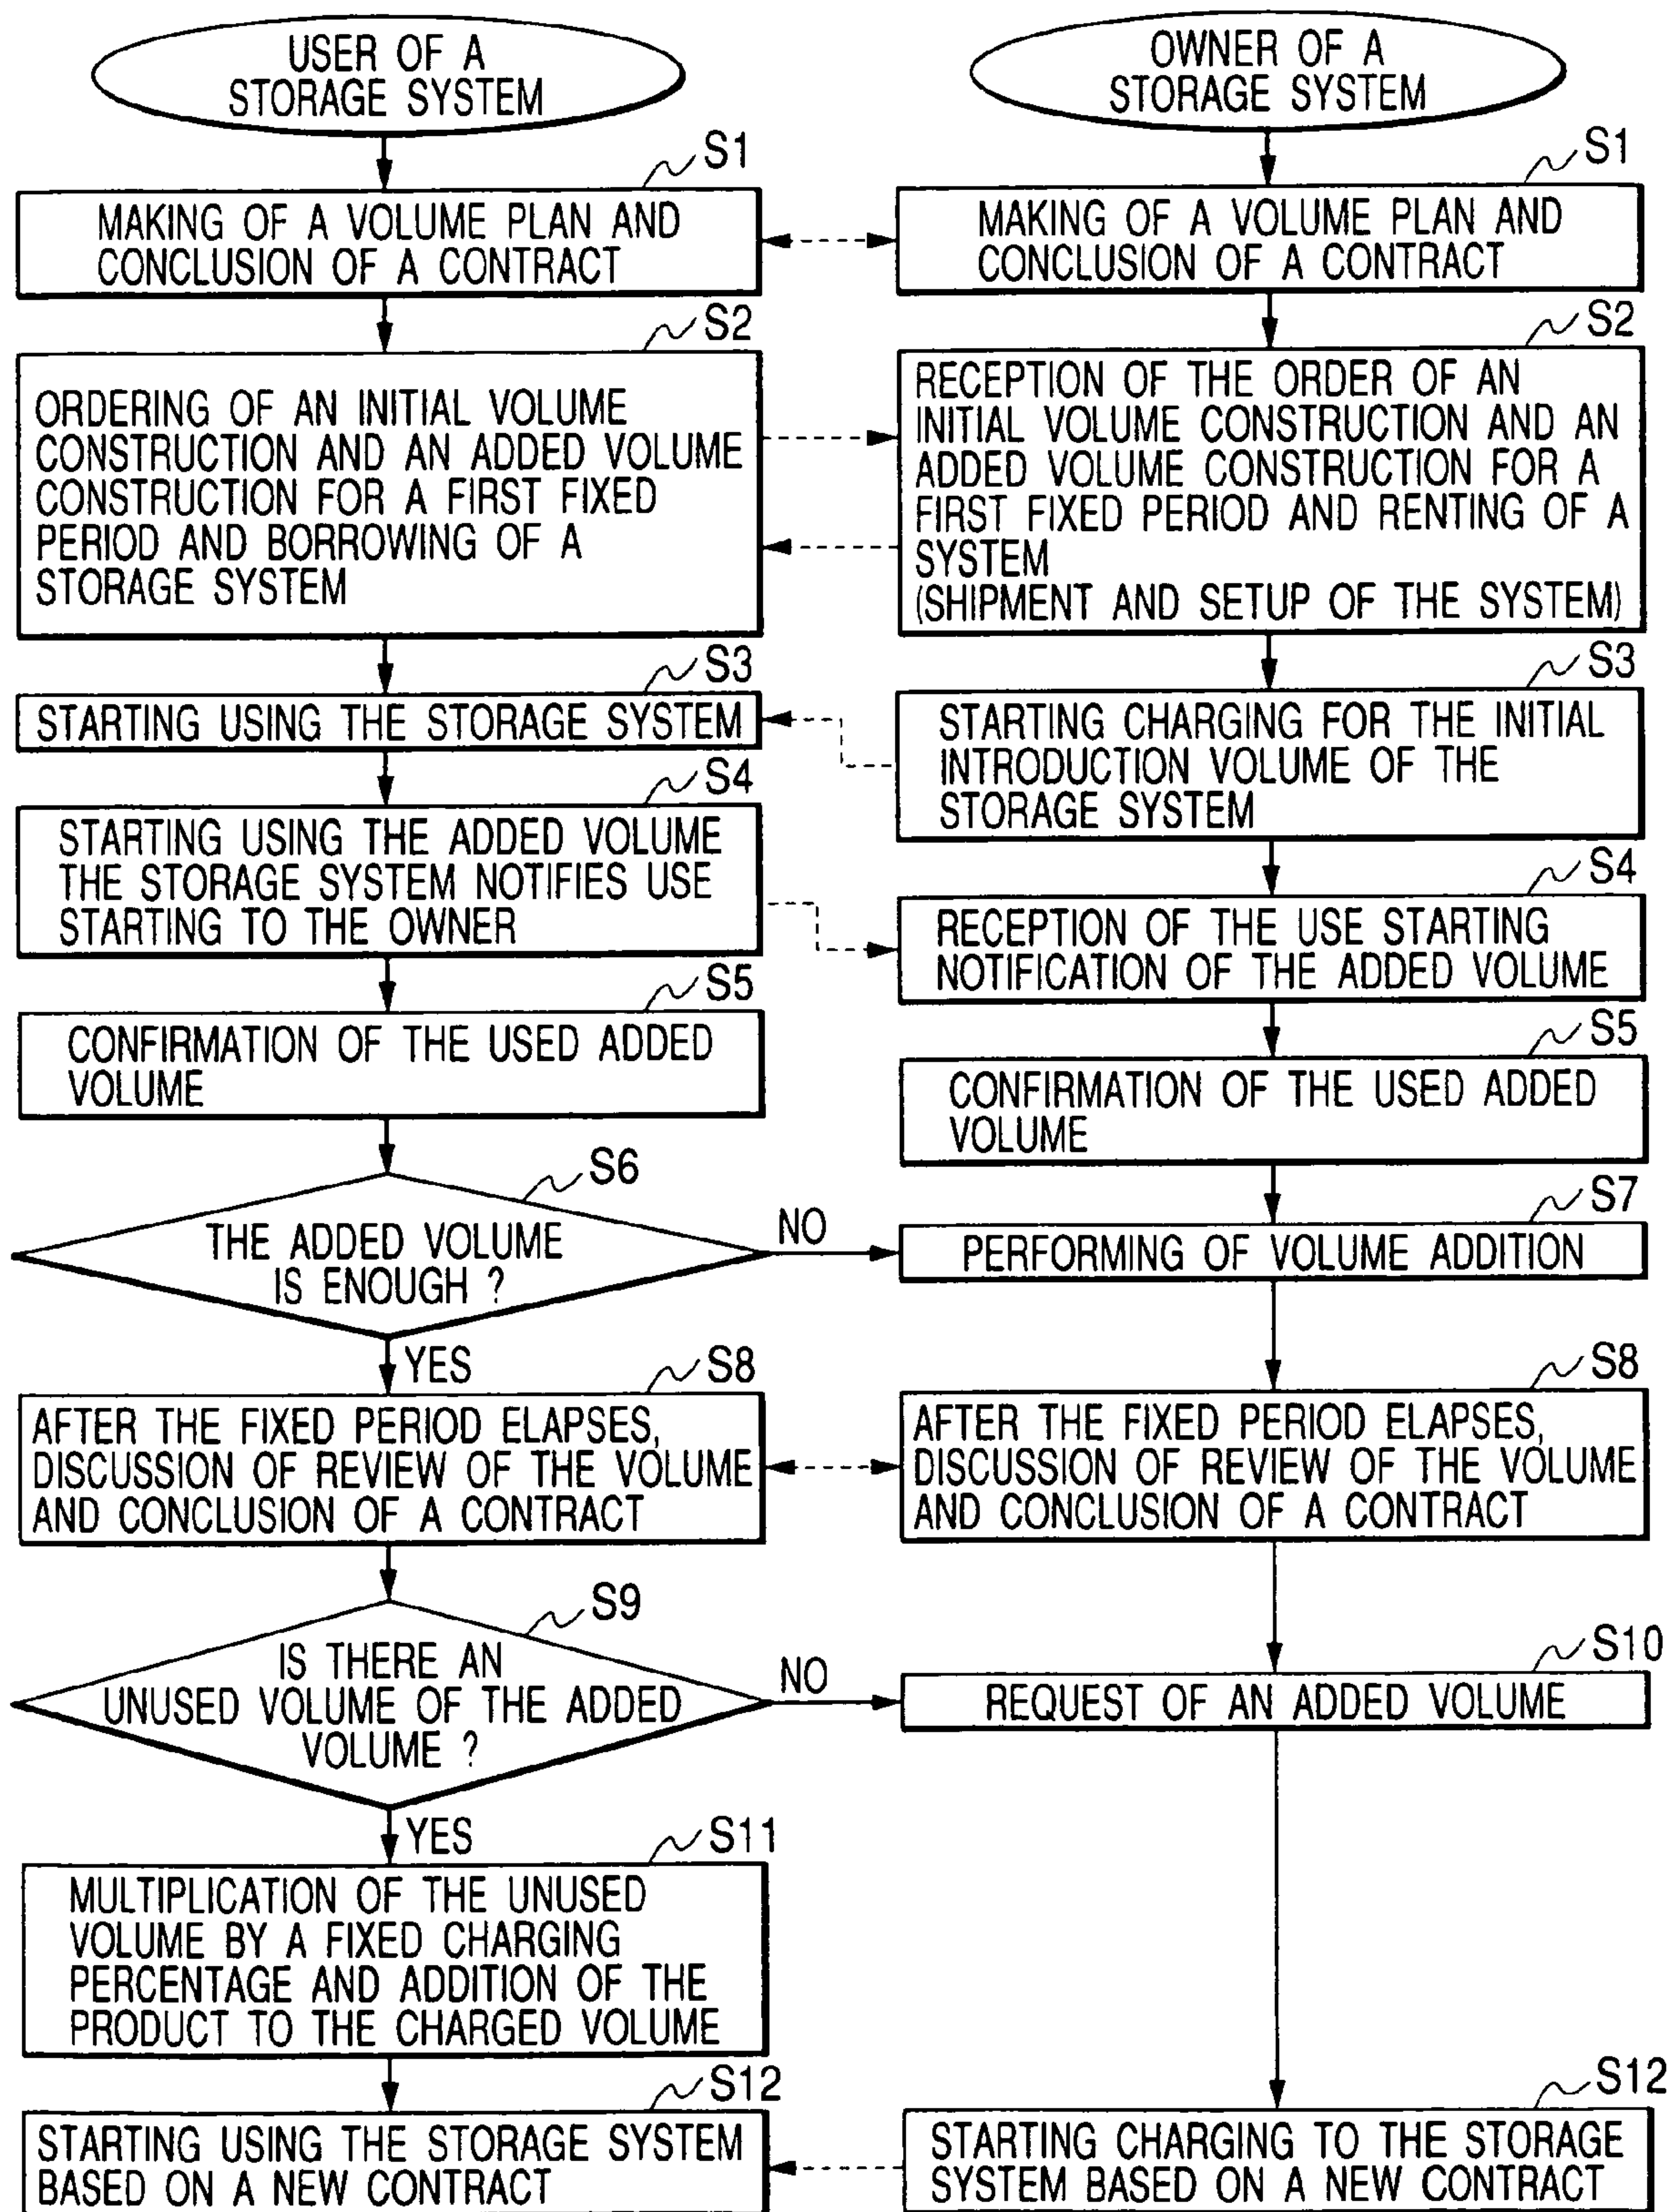 USER OF A
STORAGE SYSTEM
OWNER OF A
STORAGE SYSTEM
S1
MAKING OF A VOLUME PLAN AND
CONCLUSION OF A CONTRACT
S1
MAKING OF A VOLUME PLAN AND
CONCLUSION OF A CONTRACT
S2
ORDERING OF AN INITIAL VOLUME
CONSTRUCTION AND AN ADDED VOLUME
CONSTRUCTION FOR A FIRST FIXED
PERIOD AND BORROWING OF A
STORAGE SYSTEM
S2
RECEPTION OF THE ORDER OF AN
INITIAL VOLUME CONSTRUCTION AND AN
ADDED VOLUME CONSTRUCTION FOR A
FIRST FIXED PERIOD AND RENTING OF A
SYSTEM
(SHIPMENT AND SETUP OF THE SYSTEM)
S3
STARTING USING THE STORAGE SYSTEM
S3
STARTING CHARGING FOR THE INITIAL
INTRODUCTION VOLUME OF THE
STORAGE SYSTEM
S4
STARTING USING THE ADDED VOLUME
THE STORAGE SYSTEM NOTIFIES USE
STARTING TO THE OWNER
S4
RECEPTION OF THE USE STARTING
NOTIFICATION OF THE ADDED VOLUME
S5
CONFIRMATION OF THE USED ADDED
VOLUME
S5
CONFIRMATION OF THE USED ADDED
VOLUME
S6
THE ADDED VOLUME
IS ENOUGH ?
NO
YES
S7
PERFORMING OF VOLUME ADDITION
S8
AFTER THE FIXED PERIOD ELAPSES,
DISCUSSION OF REVIEW OF THE VOLUME
AND CONCLUSION OF A CONTRACT
S8
AFTER THE FIXED PERIOD ELAPSES,
DISCUSSION OF REVIEW OF THE VOLUME
AND CONCLUSION OF A CONTRACT
S9
IS THERE AN
UNUSED VOLUME OF THE ADDED
VOLUME ?
NO
YES
S10
REQUEST OF AN ADDED VOLUME
S11
MULTIPLICATION OF THE UNUSED
VOLUME BY A FIXED CHARGING
PERCENTAGE AND ADDITION OF THE
PRODUCT TO THE CHARGED VOLUME
S12
STARTING USING THE STORAGE SYSTEM
BASED ON A NEW CONTRACT
S12
STARTING CHARGING TO THE STORAGE
SYSTEM BASED ON A NEW CONTRACT